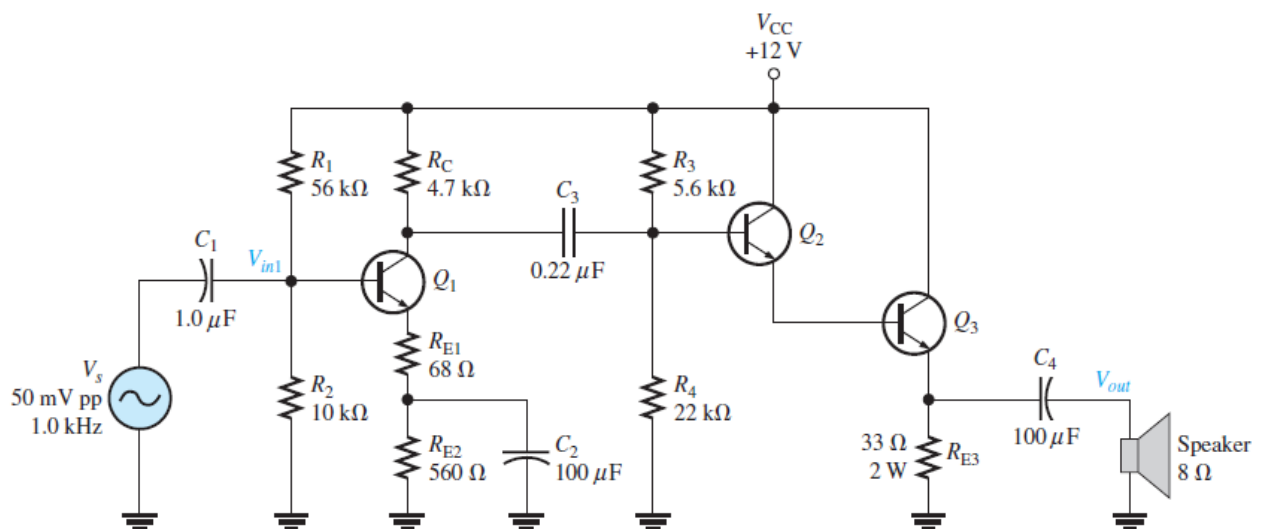 V_CC
+12 V
R_1
56 kΩ
R_C
4.7 kΩ
R_3
5.6 kΩ
C_3
0.22 μF
Q_2
C_1
1.0 μF
V_in1
Q_1
R_E1
68 Ω
Q_3
V_s
50 mV pp
1.0 kHz
R_2
10 kΩ
R_E2
560 Ω
C_2
100 μF
R_4
22 kΩ
C_4
100 μF
V_out
33 Ω
2 W
R_E3
Speaker
8 Ω